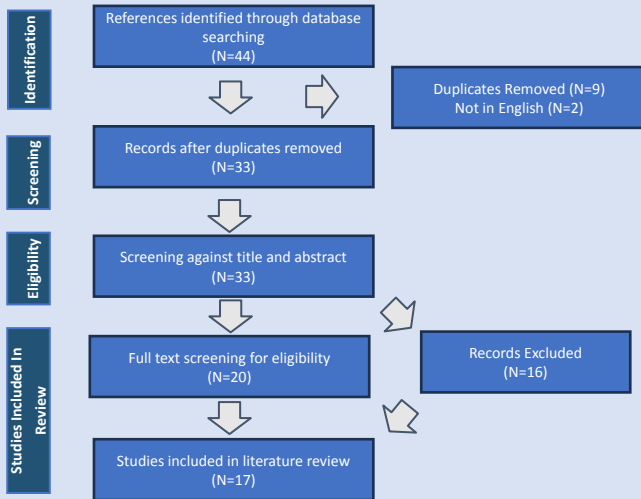 Identification
References identified through database
searching
(N=44)
Duplicates Removed (N=9)
Not in English (N=2)
Screening
Records after duplicates removed
(N=33)
Eligibility
Screening against title and abstract
(N=33)
Studies Included In
Review
Full text screening for eligibility
(N=20)
Records Excluded
(N=16)
Studies included in literature review
(N=17)